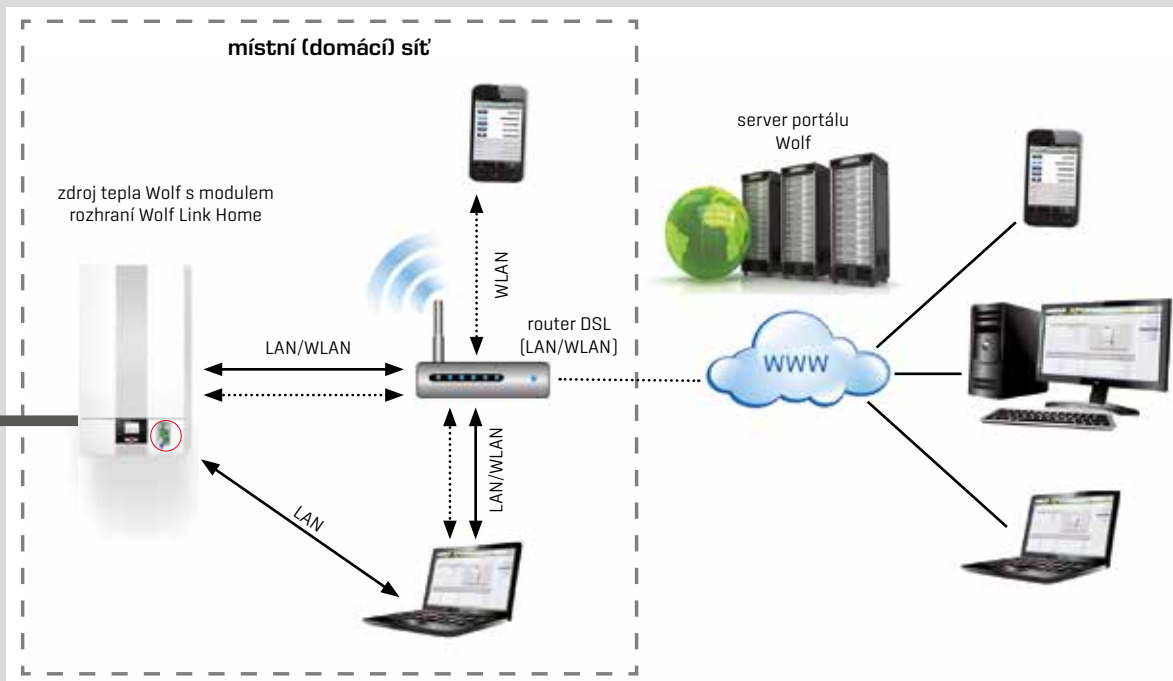 místní (domácí) síť
zdroj tepla Wolf s modulem
rozhraní Wolf Link Home
server portálu
Wolf
WLAN
router DSL
(LAN/WLAN)
LAN/WLAN
WWW
LAN/WLAN
LAN